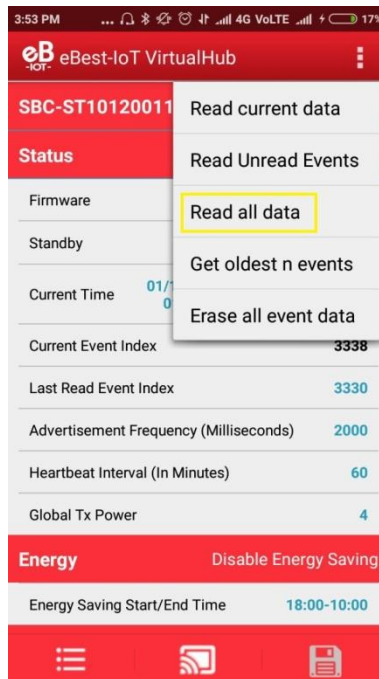 3:53 PM ... 4G VoLTE 17%
eB
-IOT-
eBest-IoT VirtualHub
SBC-ST10120011
Read current data
Status
Read Unread Events
Firmware
Read all data
Standby
Get oldest n events
Current Time 01/1
0
Erase all event data
Current Event Index 3338
Last Read Event Index 3330
Advertisement Frequency (Milliseconds) 2000
Heartbeat Interval (In Minutes) 60
Global Tx Power 4
Energy Disable Energy Saving
Energy Saving Start/End Time 18:00-10:00